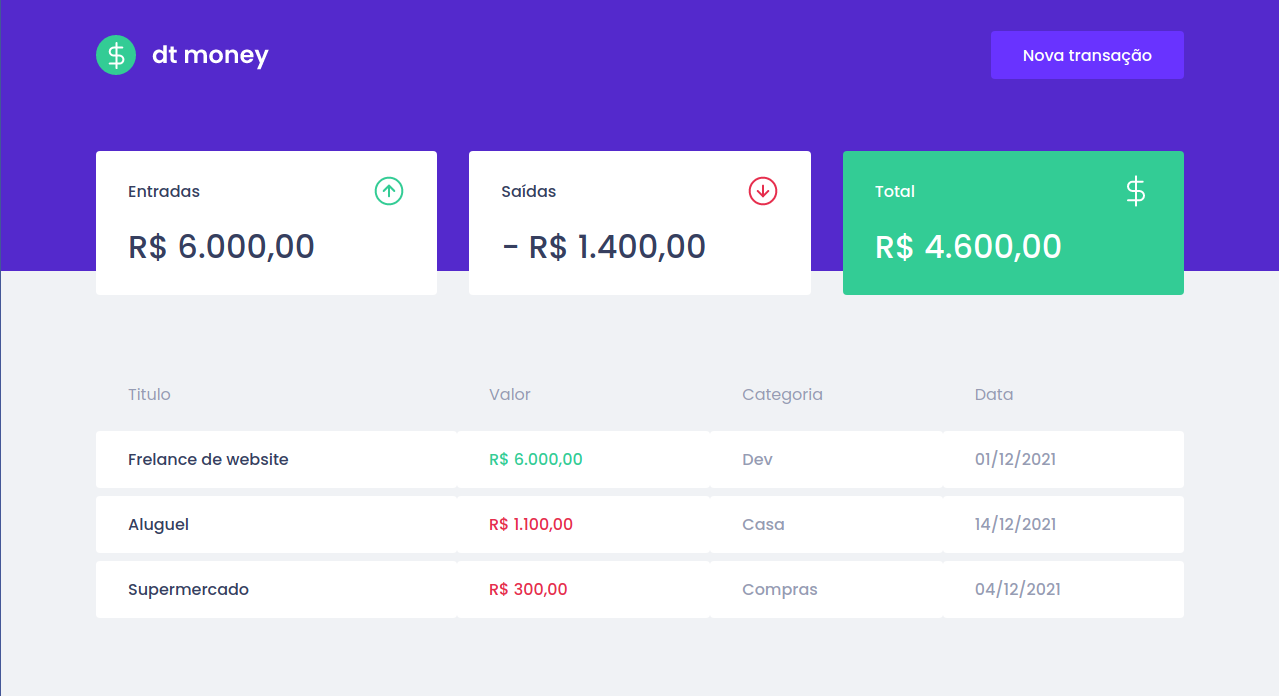 dt money
Nova transação
Entradas
R$ 6.000,00
Saídas
- R$ 1.400,00
Total
R$ 4.600,00
Título Valor Categoria Data
Frelance de website R$ 6.000,00 Dev 01/12/2021
Aluguel R$ 1.100,00 Casa 14/12/2021
Supermercado R$ 300,00 Compras 04/12/2021